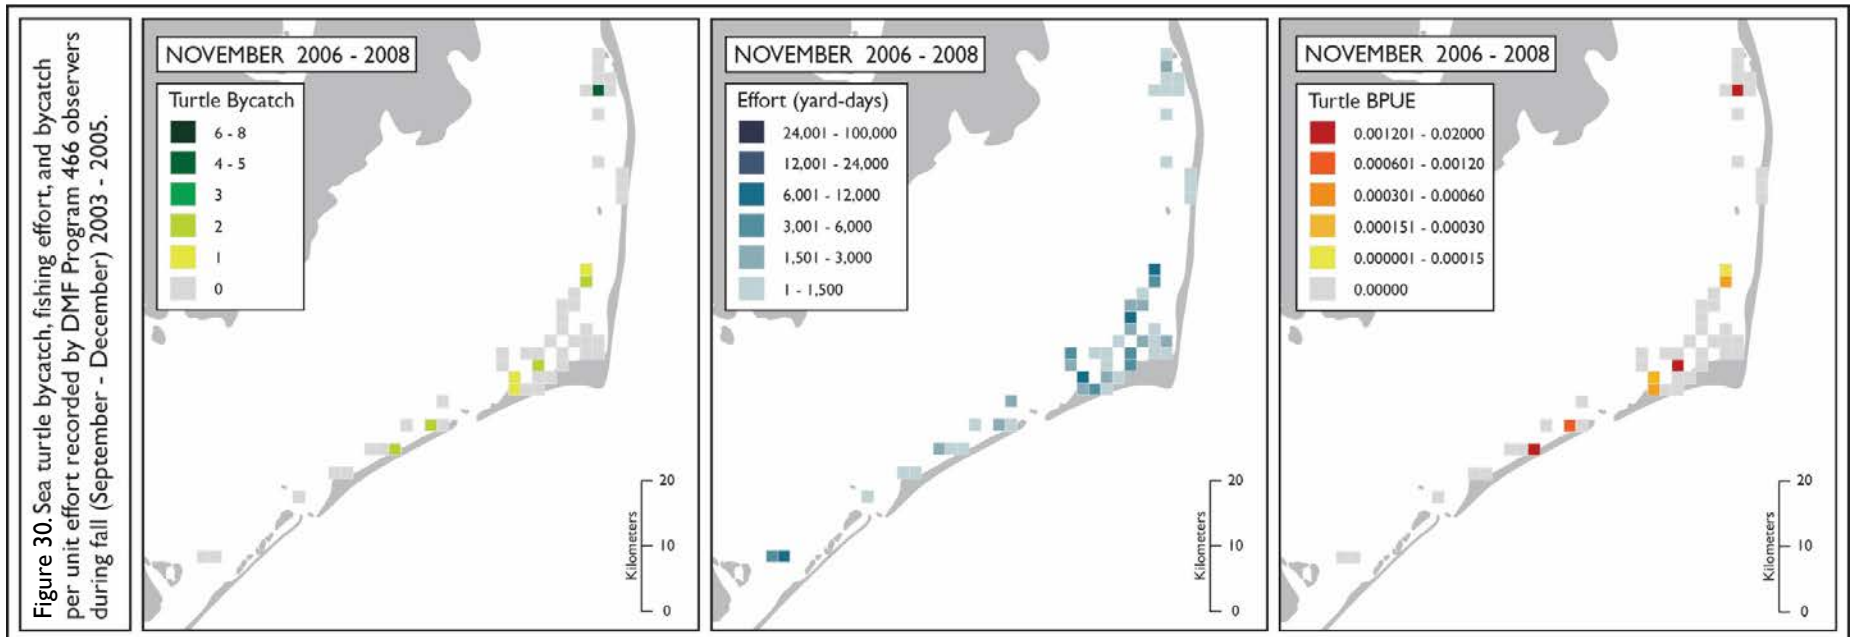 Figure 30. Sea turtle bycatch, fishing effort, and bycatch
per unit effort recorded by DMF Program 466 observers
during fall (September - December) 2003 - 2005.
NOVEMBER 2006 - 2008
Turtle Bycatch
6 - 8
4 - 5
3
2
1
0
20
10
0
Kilometers
NOVEMBER 2006 - 2008
Effort (yard-days)
24,001 - 100,000
12,001 - 24,000
6,001 - 12,000
3,001 - 6,000
1,501 - 3,000
1 - 1,500
20
10
0
Kilometers
NOVEMBER 2006 - 2008
Turtle BPUE
0.001201 - 0.02000
0.000601 - 0.00120
0.000301 - 0.00060
0.000151 - 0.00030
0.000001 - 0.00015
0.00000
20
10
0
Kilometers